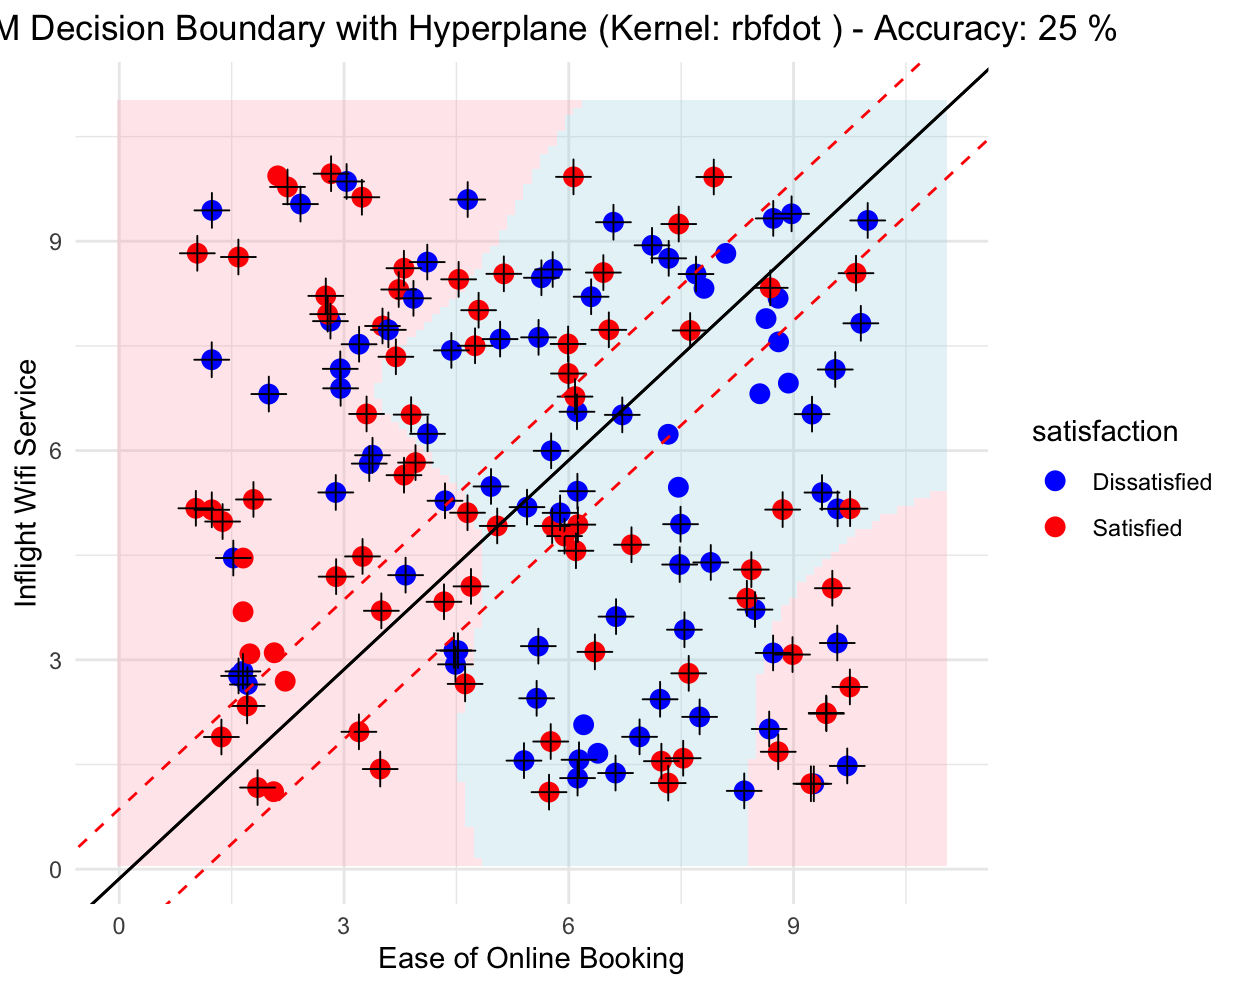 M Decision Boundary with Hyperplane (Kernel: rbfdot ) - Accuracy: 25 %
9
6
3
0
Inflight Wifi Service
0 3 6 9
Ease of Online Booking
satisfaction
Dissatisfied
Satisfied